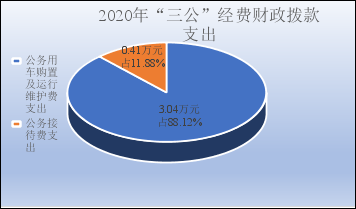 2020年“三公”经费财政拨款
支出
公务用
车购置
及运行
维护费
支出
公务接
待费支
出
0.41万元
占11.88%
3.04万元
占88.12%